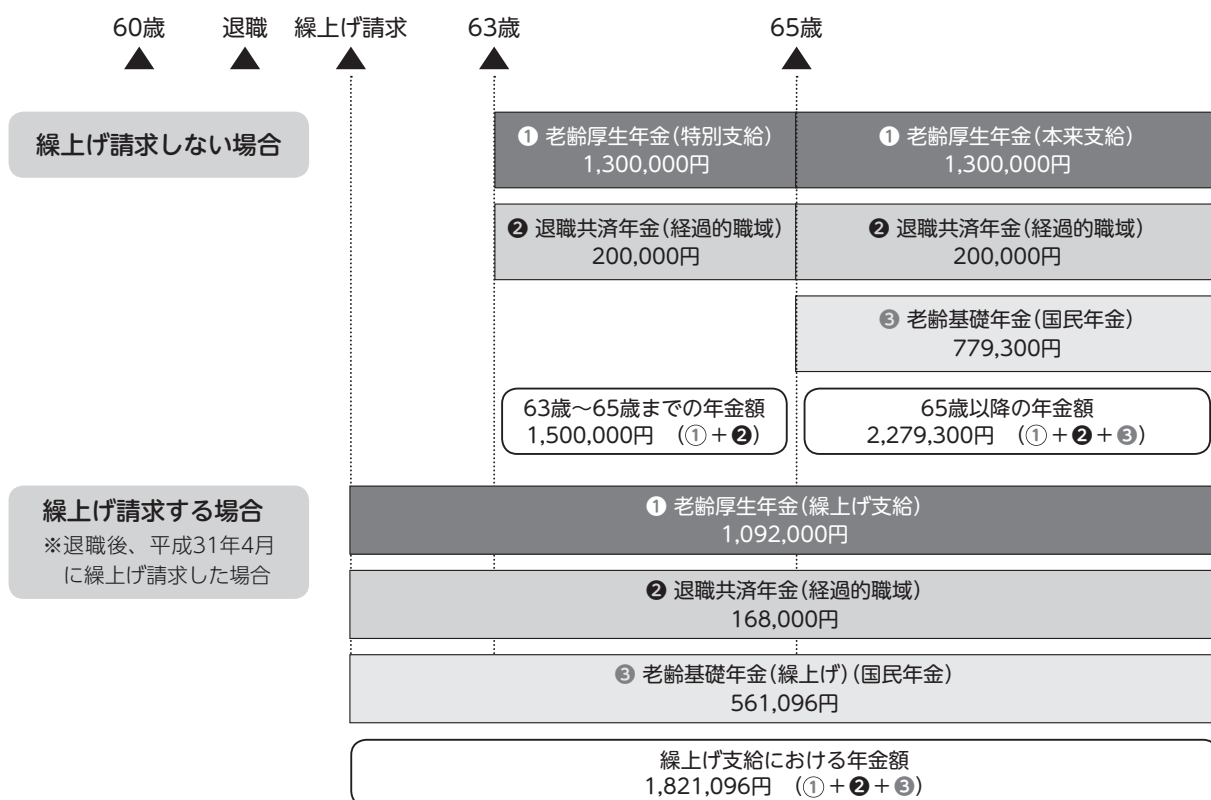 60歳 退職 繰上げ請求 63歳 65歳
繰上げ請求しない場合
❶ 老齢厚生年金(特別支給)
1,300,000円
❶ 老齢厚生年金(本来支給)
1,300,000円
❷ 退職共済年金(経過的職域)
200,000円
❷ 退職共済年金(経過的職域)
200,000円
❸ 老齢基礎年金(国民年金)
779,300円
63歳～65歳までの年金額
1,500,000円 (①+❷)
65歳以降の年金額
2,279,300円 (①+❷+❸)
繰上げ請求する場合
※退職後、平成31年4月
に繰上げ請求した場合
❶ 老齢厚生年金(繰上げ支給)
1,092,000円
❷ 退職共済年金(経過的職域)
168,000円
❸ 老齢基礎年金(繰上げ)(国民年金)
561,096円
繰上げ支給における年金額
1,821,096円 (①+❷+❸)